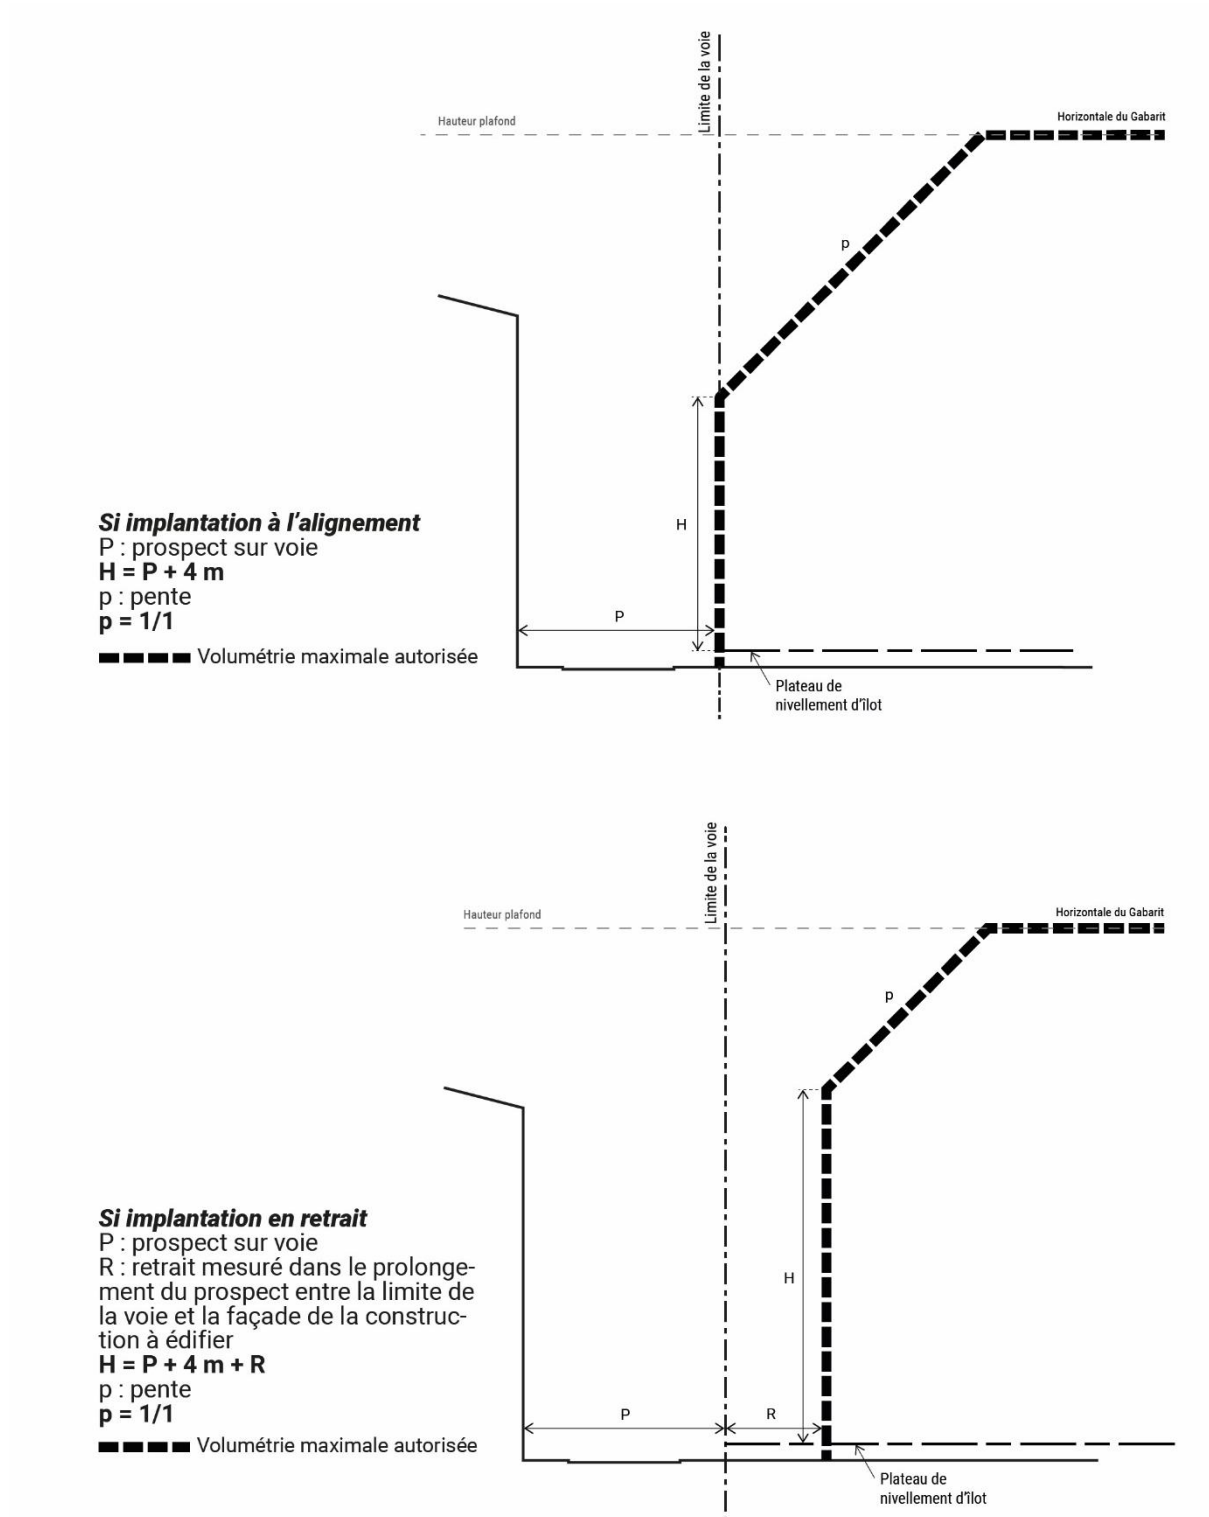 Limite de la voie
Hauteur plafond
Horizontale du Gabarit
p
H
Si implantation à l’alignement
P : prospect sur voie
H = P + 4 m
p : pente
p = 1/1
Volumétrie maximale autorisée
P
Plateau de
nivellement d’îlot
Limite de la voie
Hauteur plafond
Horizontale du Gabarit
p
H
Si implantation en retrait
P : prospect sur voie
R : retrait mesuré dans le prolonge-
ment du prospect entre la limite de
la voie et la façade de la construc-
tion à édifier
H = P + 4 m + R
p : pente
p = 1/1
Volumétrie maximale autorisée
P
R
Plateau de
nivellement d’îlot